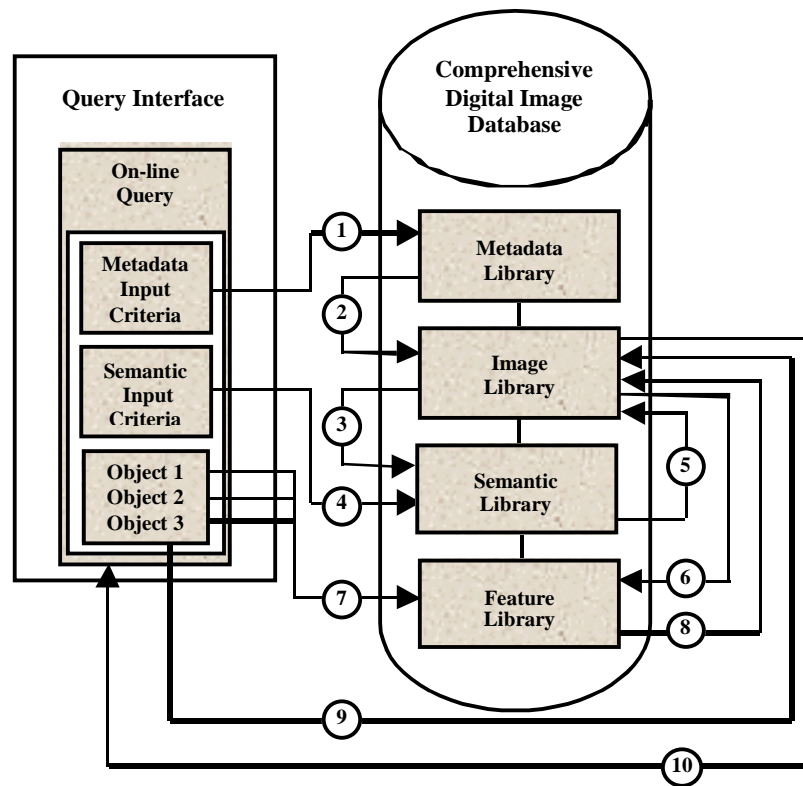 Query Interface
On-line
Query
Metadada
Input
Criteria
Semantic
Input
Criteria
Object 1
Object 2
Object 3
Comprehensive
Digital Image
Database
Metadata
Library
Image
Library
Semantic
Library
Feature
Library
1
2
3
4
5
6
7
8
9
10